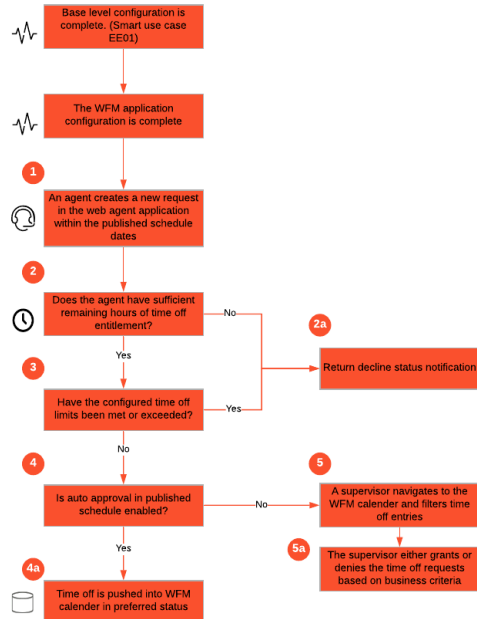 Base level configuration is
complete. (Smart use case
EE01)
The WFM application
configuration is complete
1
An agent creates a new request
in the web agent application
within the published schedule
dates
2
Does the agent have sufficient
remaining hours of time off
entitlement?
No
2a
Return decline status notification
Yes
3
Have the configured time off
limits been met or exceeded?
Yes
No
4
Is auto approval in published
schedule enabled?
No
5
A supervisor navigates to the
WFM calender and filters time
off entries
Yes
5a
The supervisor either grants or
denies the time off requests
based on business criteria
4a
Time off is pushed into WFM
calender in preferred status